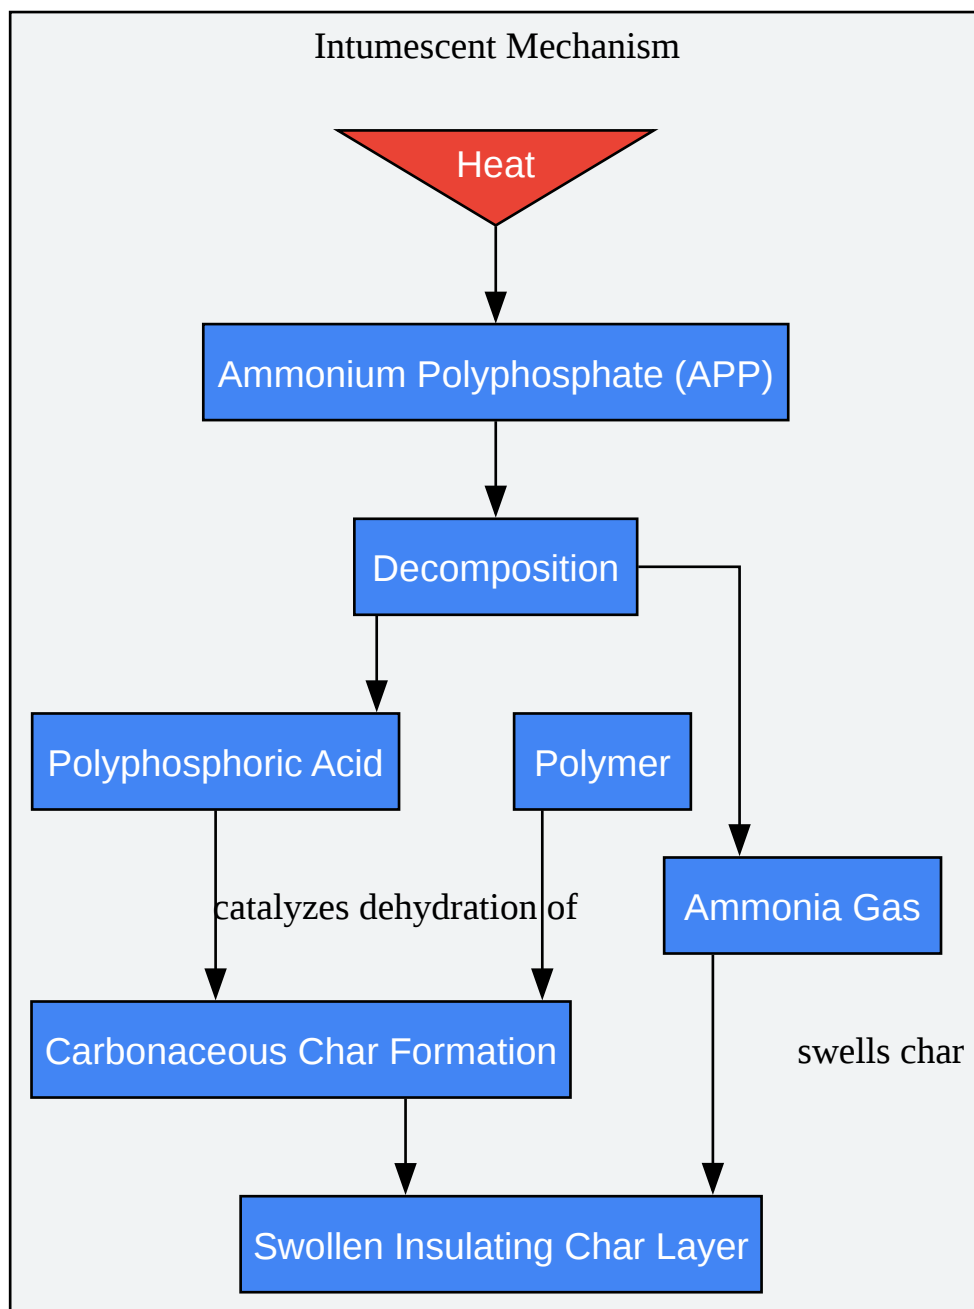 Intumescent Mechanism
Heat
Ammonium Polyphosphate (APP)
Decomposition
Polyphosphoric Acid
Polymer
catalyzes dehydration of
Ammonia Gas
Carbonaceous Char Formation
swells char
Swollen Insulating Char Layer